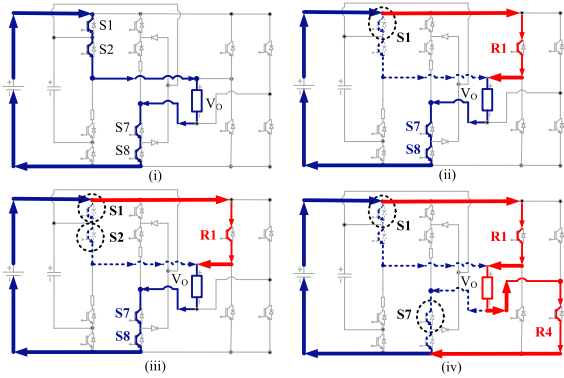 S1
S2
V_O
S7
S8
(i)
S1
R1
V_O
S7
S8
(ii)
S1
S2
R1
V_O
S7
S8
(iii)
S1
R1
V_O
S7
R4
(iv)